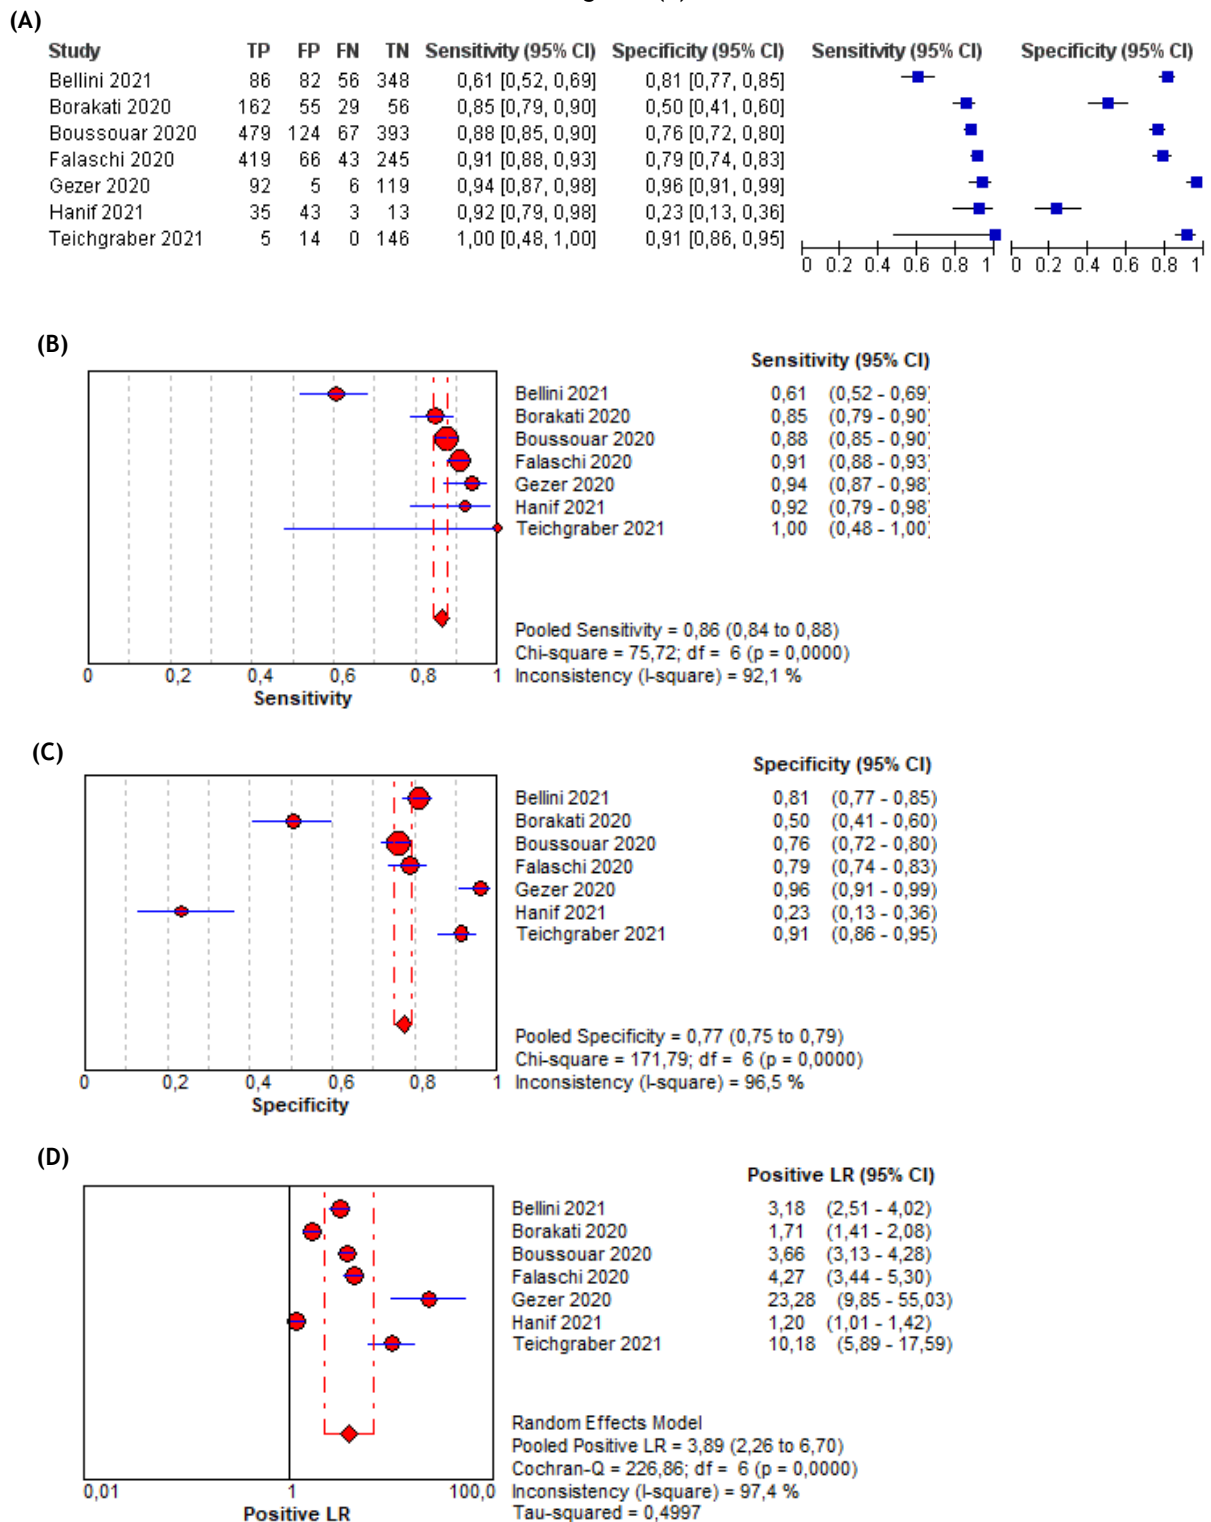 (A)
Study TP FP FN TN Sensitivity (95% CI) Specificity (95% CI) Sensitivity (95% CI) Specificity (95% CI)
Bellini 2021 86 82 56 348 0,61 [0,52, 0,69] 0,81 [0,77, 0,85]
Borakati 2020 162 55 29 56 0,85 [0,79, 0,90] 0,50 [0,41, 0,60]
Boussouar 2020 479 124 67 393 0,88 [0,85, 0,90] 0,76 [0,72, 0,80]
Falaschi 2020 419 66 43 245 0,91 [0,88, 0,93] 0,79 [0,74, 0,83]
Gezer 2020 92 5 6 119 0,94 [0,87, 0,98] 0,96 [0,91, 0,99]
Hanif 2021 35 43 3 13 0,92 [0,79, 0,98] 0,23 [0,13, 0,36]
Teichgraber 2021 5 14 0 146 1,00 [0,48, 1,00] 0,91 [0,86, 0,95]
0 0.2 0.4 0.6 0.8 1 0 0.2 0.4 0.6 0.8 1
(B)
Sensitivity (95% CI)
Bellini 2021 0,61 (0,52 - 0,69)
Borakati 2020 0,85 (0,79 - 0,90)
Boussouar 2020 0,88 (0,85 - 0,90)
Falaschi 2020 0,91 (0,88 - 0,93)
Gezer 2020 0,94 (0,87 - 0,98)
Hanif 2021 0,92 (0,79 - 0,98)
Teichgraber 2021 1,00 (0,48 - 1,00)
Pooled Sensitivity = 0,86 (0,84 to 0,88)
Chi-square = 75,72; df = 6 (p = 0,0000)
Inconsistency (I-square) = 92,1 %
0 0,2 0,4 0,6 0,8 1
Sensitivity
(C)
Specificity (95% CI)
Bellini 2021 0,81 (0,77 - 0,85)
Borakati 2020 0,50 (0,41 - 0,60)
Boussouar 2020 0,76 (0,72 - 0,80)
Falaschi 2020 0,79 (0,74 - 0,83)
Gezer 2020 0,96 (0,91 - 0,99)
Hanif 2021 0,23 (0,13 - 0,36)
Teichgraber 2021 0,91 (0,86 - 0,95)
Pooled Specificity = 0,77 (0,75 to 0,79)
Chi-square = 171,79; df = 6 (p = 0,0000)
Inconsistency (I-square) = 96,5 %
0 0,2 0,4 0,6 0,8 1
Specificity
(D)
Positive LR (95% CI)
Bellini 2021 3,18 (2,51 - 4,02)
Borakati 2020 1,71 (1,41 - 2,08)
Boussouar 2020 3,66 (3,13 - 4,28)
Falaschi 2020 4,27 (3,44 - 5,30)
Gezer 2020 23,28 (9,85 - 55,03)
Hanif 2021 1,20 (1,01 - 1,42)
Teichgraber 2021 10,18 (5,89 - 17,59)
Random Effects Model
Pooled Positive LR = 3,89 (2,26 to 6,70)
Cochran-Q = 226,86; df = 6 (p = 0,0000)
Inconsistency (I-square) = 97,4 %
Tau-squared = 0,4997
0,01 1 100,0
Positive LR